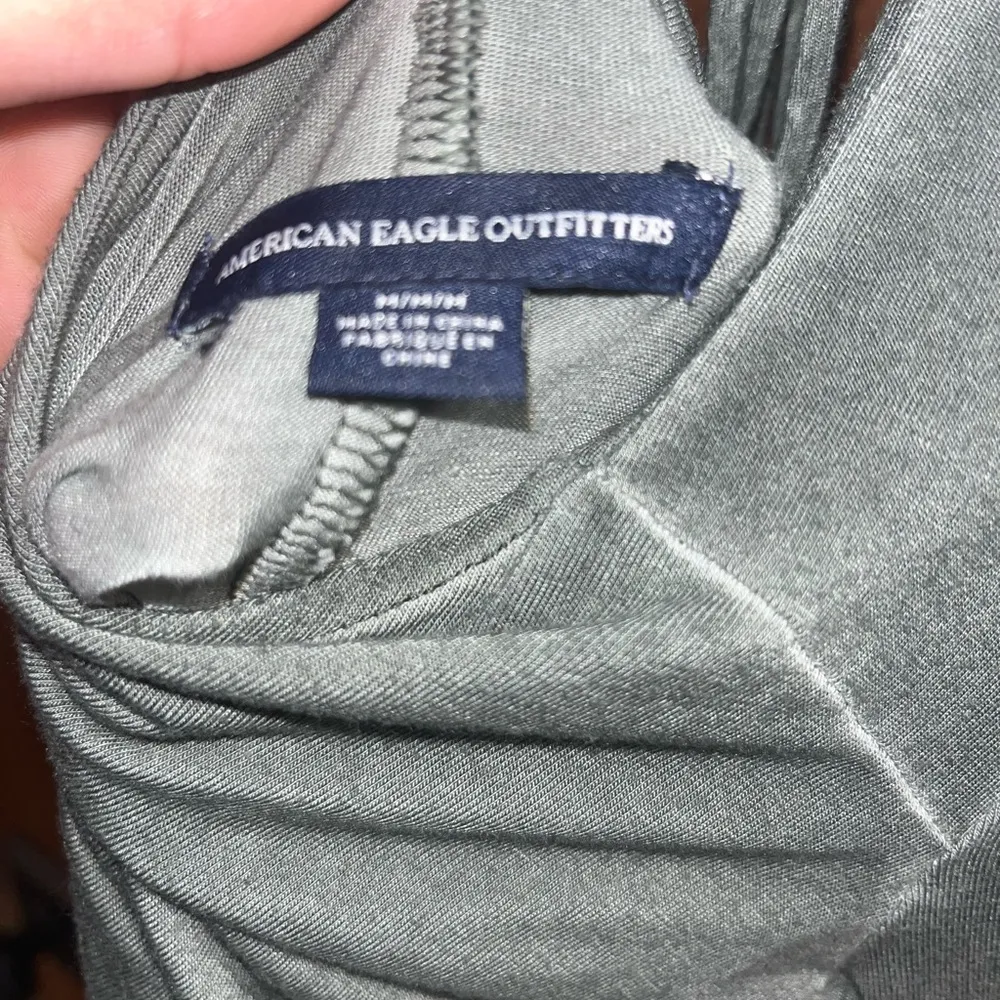 AMERICAN EAGLE OUTFITTERS
M/M/M
MADE IN CHINA
FABRIQUÉ EN
CHINE